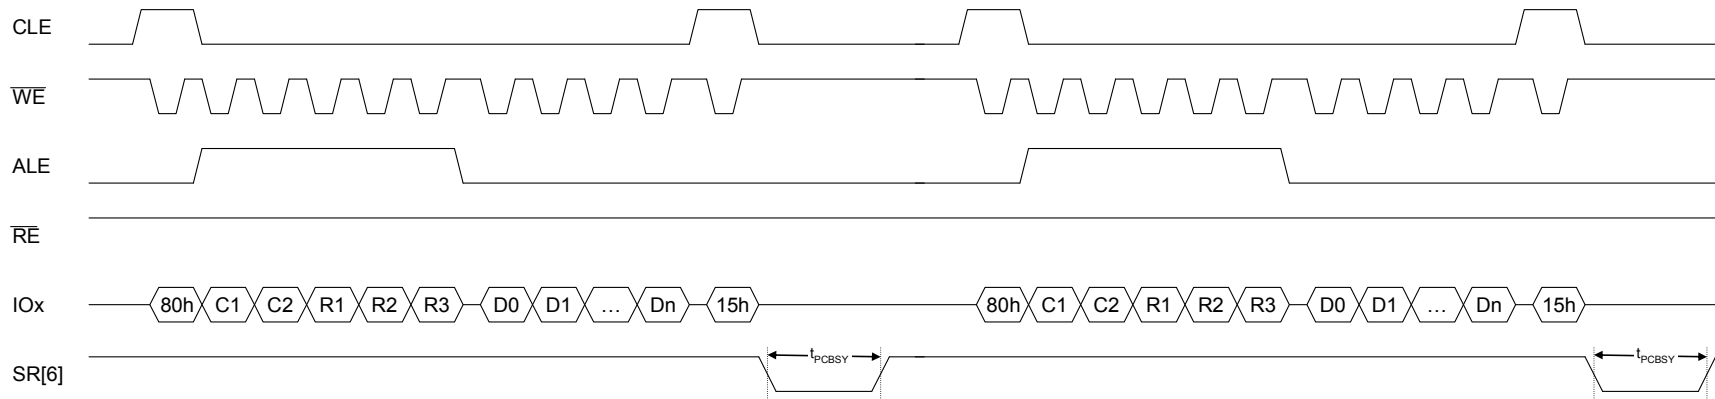 CLE
WE
ALE
RE
IOx 80h C1 C2 R1 R2 R3 D0 D1 ... Dn 15h 80h C1 C2 R1 R2 R3 D0 D1 ... Dn 15h
SR[6] tPCBSY tPCBSY